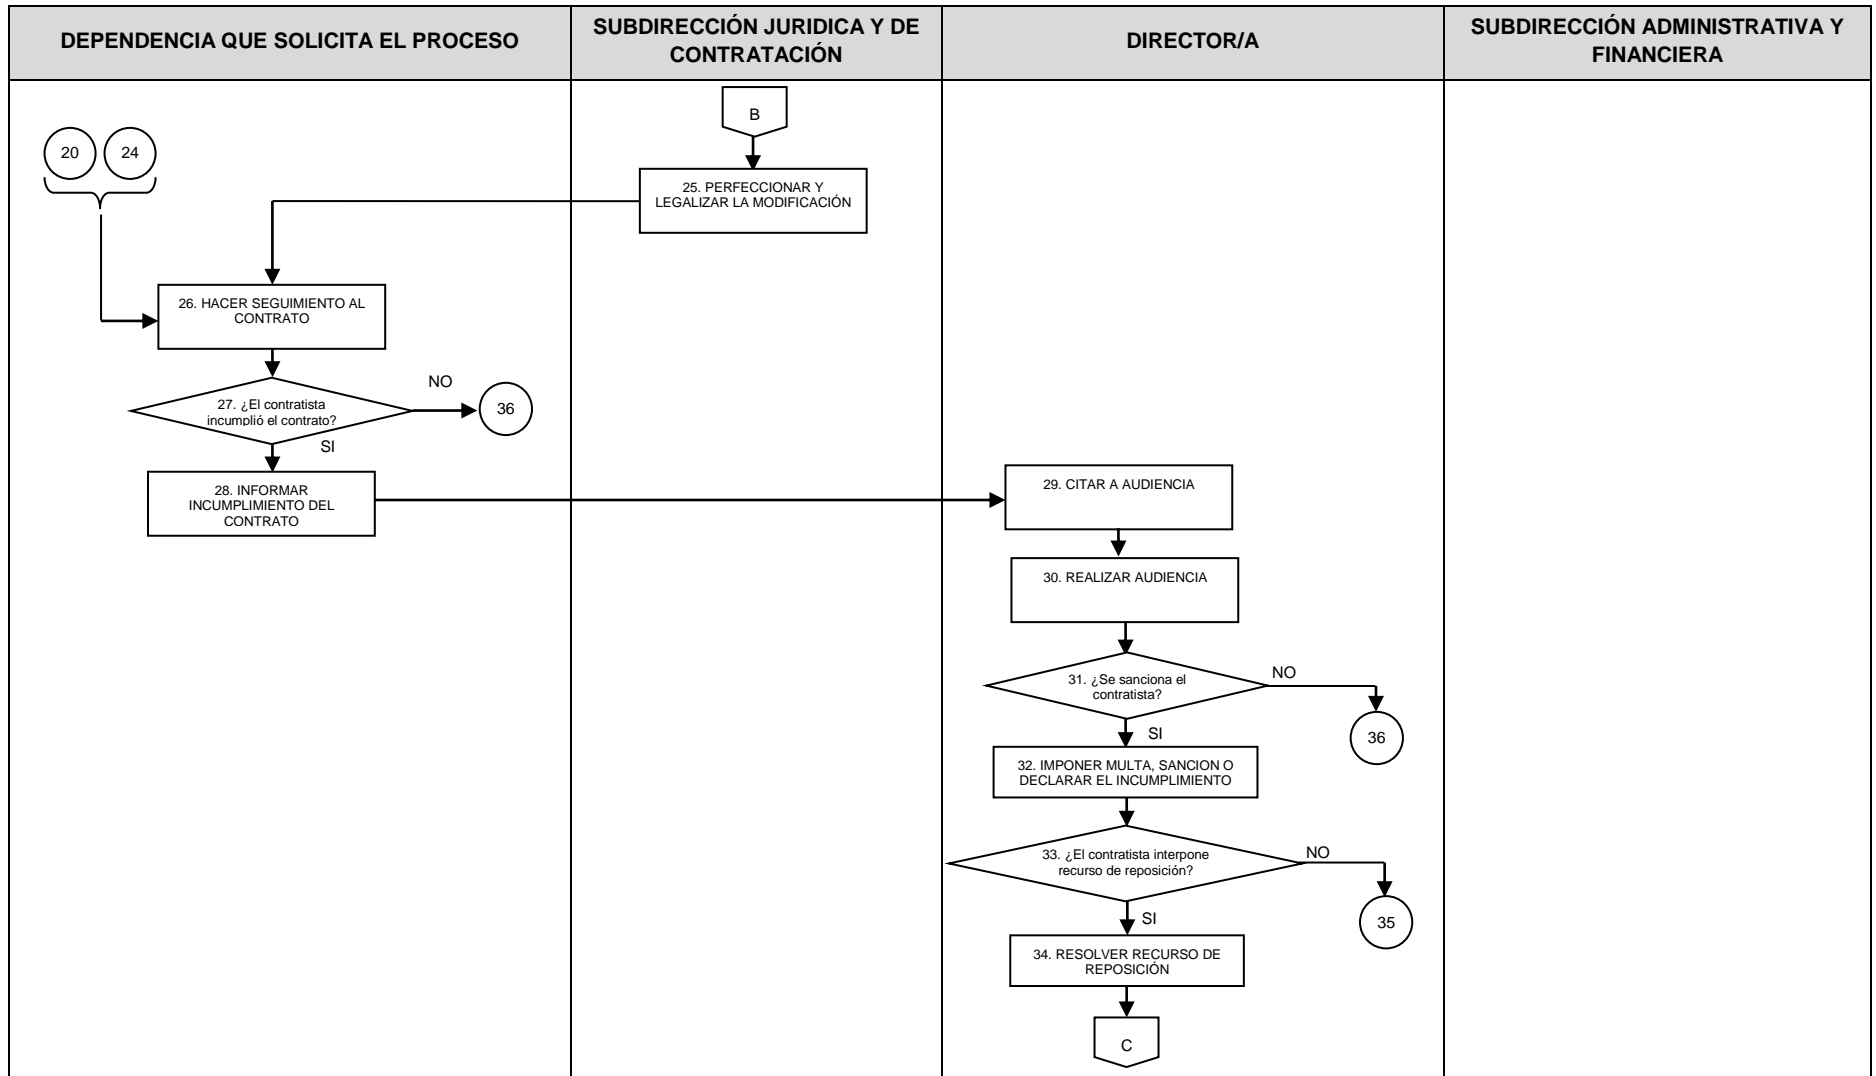 DEPENDENCIA QUE SOLICITA EL PROCESO
SUBDIRECCIÓN JURIDICA Y DE
CONTRATACIÓN
DIRECTOR/A
SUBDIRECCIÓN ADMINISTRATIVA Y
FINANCIERA
B
20
24
25. PERFECCIONAR Y
LEGALIZAR LA MODIFICACIÓN
26. HACER SEGUIMIENTO AL
CONTRATO
27. ¿El contratista
incumplió el contrato?
NO
36
SI
28. INFORMAR
INCUMPLIMIENTO DEL
CONTRATO
29. CITAR A AUDIENCIA
30. REALIZAR AUDIENCIA
31. ¿Se sanciona el
contratista?
NO
36
SI
32. IMPONER MULTA, SANCION O
DECLARAR EL INCUMPLIMIENTO
33. ¿El contratista interpone
recurso de reposición?
NO
35
SI
34. RESOLVER RECURSO DE
REPOSICIÓN
C